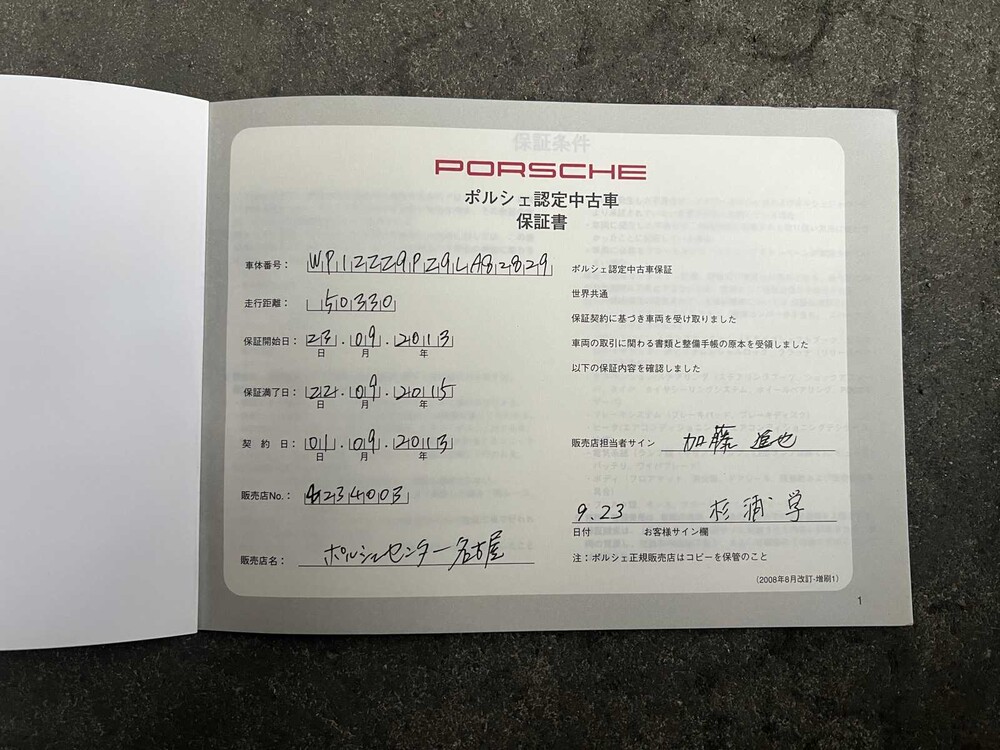 PORSCHE
ポルシェ認定中古車
保証書
車体番号: WP1ZZZ9PZ9LA82829
走行距離: 50330
保証開始日: 23.09.2013
日 月 年
保証満了日: 22.09.2015
日 月 年
契約日: 01.09.2013
日 月 年
販売店No.: 4234003
販売店名: ポルシェセンター名古屋
ポルシェ認定中古車保証
世界共通
保証契約に基づき車両を受け取りました
車両の取引に関わる書類と整備手帳の原本を受領しました
以下の保証内容を確認しました
販売店担当者サイン 加藤
9.23 杉浦 学
日付 お客様サイン欄
注:ポルシェ正規販売店はコピーを保管のこと
(2008年8月改訂-増刷1)
1